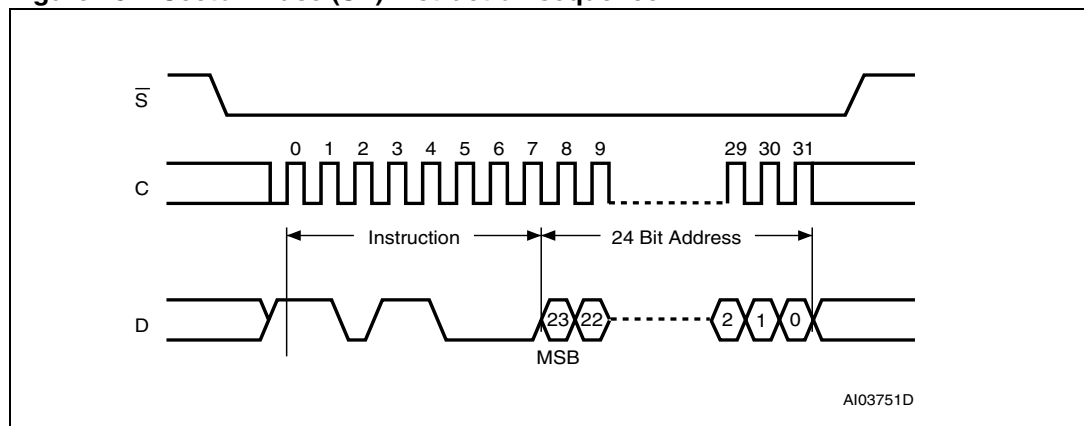 S
0 1 2 3 4 5 6 7 8 9 29 30 31
C
Instruction 24 Bit Address
D 23 22 2 1 0
MSB
AI03751D